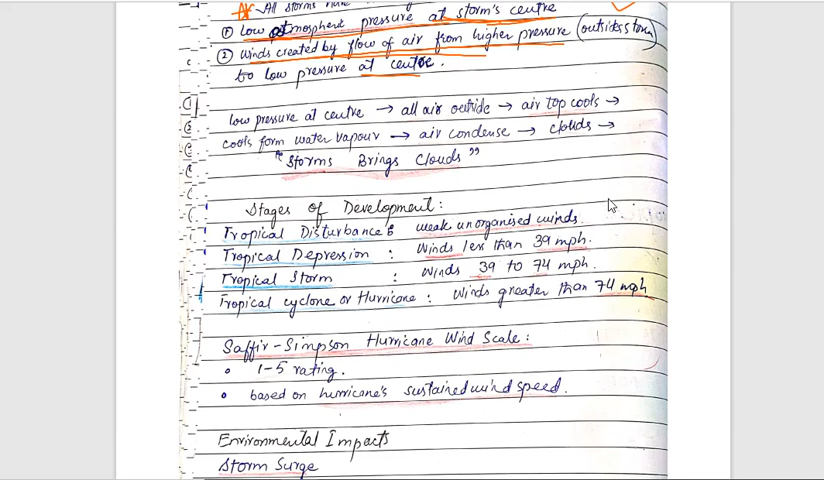 All storms have
① Low atmospheric pressure at storm's centre
② Winds created by flow of air from higher pressure (outside storm)
to low pressure at centre.
low pressure at centre → all air outside → air top cools →
cools form water vapour → air condense → clouds →
"Storms Brings Clouds"
Stages of Development:
Tropical Disturbance: weak unorganised winds.
Tropical Depression : Winds less than 39 mph.
Tropical Storm : Winds 39 to 74 mph.
Tropical cyclone or Hurricane : Winds greater than 74 mph
Saffir-Simpson Hurricane Wind Scale:
• 1-5 rating.
• based on hurricane's sustained wind speed.
Environmental Impacts
Storm Surge